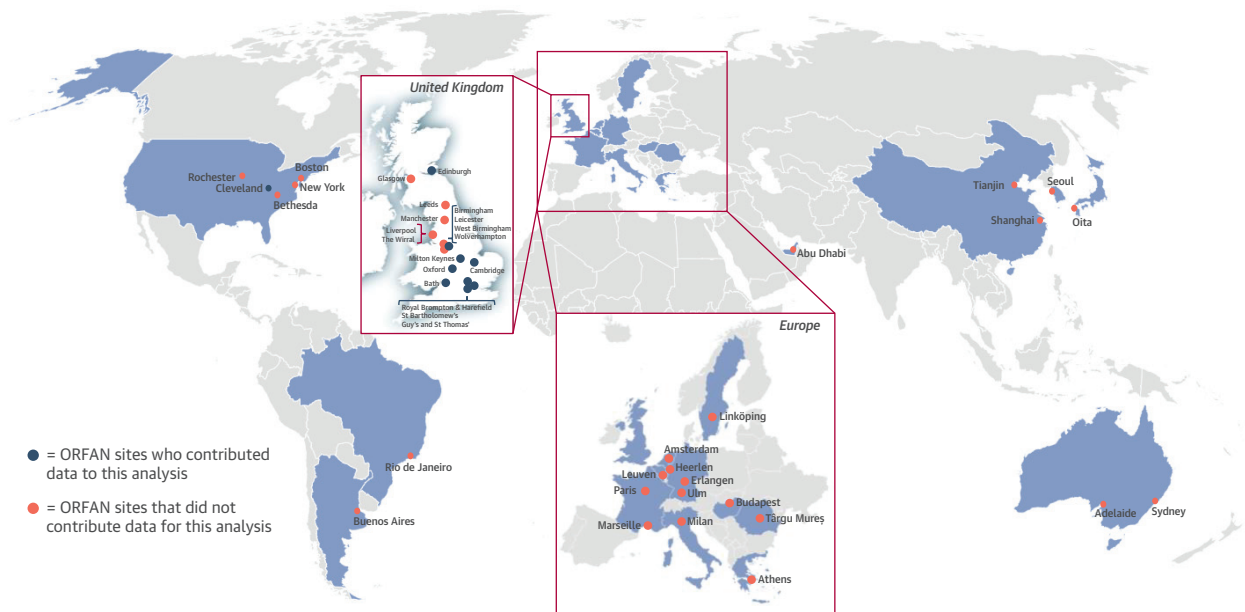 United Kingdom
Edinburgh
Glasgow
Leeds
Manchester
Birmingham
Leicester
West Birmingham
Wolverhampton
Liverpool
The Wirral
Milton Keynes
Cambridge
Oxford
Bath
Royal Brompton & Harefield
St Bartholomew's
Guy's and St Thomas'
Rochester
Boston
Cleveland
New York
Bethesda
Tianjin
Seoul
Shanghai
Oita
Abu Dhabi
Europe
Linköping
Amsterdam
Heerlen
Leuven
Erlangen
Paris
Ulm
Budapest
Târgu Mureș
Marseille
Milan
Athens
Rio de Janeiro
Buenos Aires
Adelaide
Sydney
= ORFAN sites who contributed
data to this analysis
= ORFAN sites that did not
contribute data for this analysis